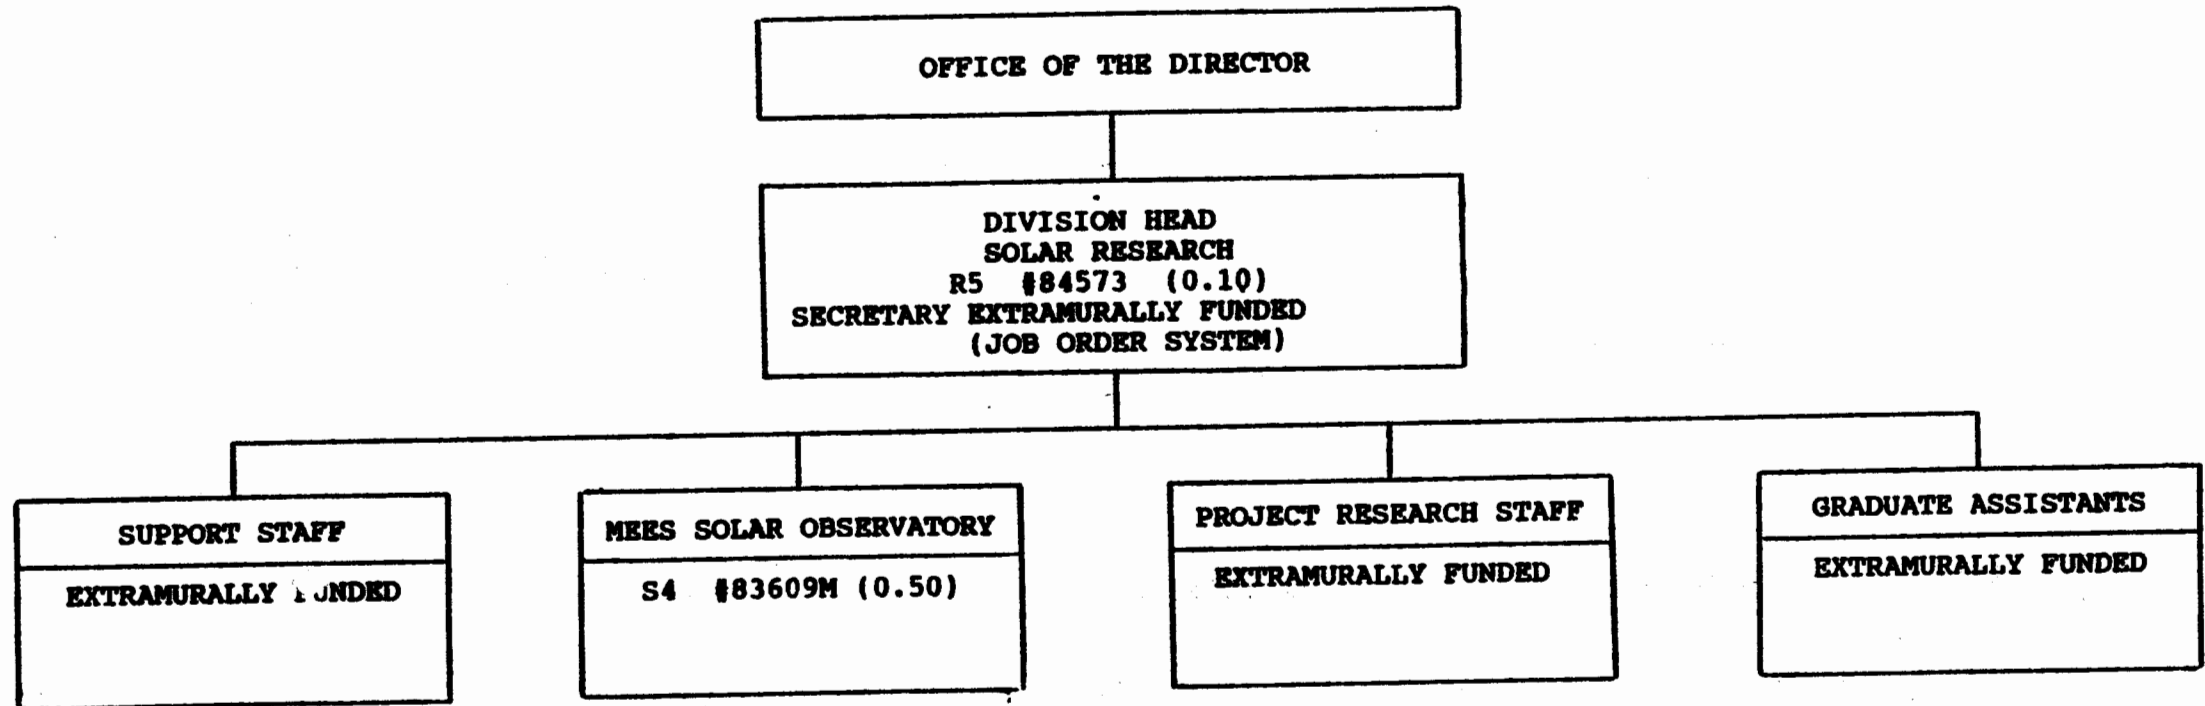 OFFICE OF THE DIRECTOR
DIVISION HEAD
SOLAR RESEARCH
R5 #84573 (0.10)
SECRETARY EXTRAMURALLY FUNDED
(JOB ORDER SYSTEM)
SUPPORT STAFF
EXTRAMURALLY FUNDED
MEES SOLAR OBSERVATORY
S4 #83609M (0.50)
PROJECT RESEARCH STAFF
EXTRAMURALLY FUNDED
GRADUATE ASSISTANTS
EXTRAMURALLY FUNDED